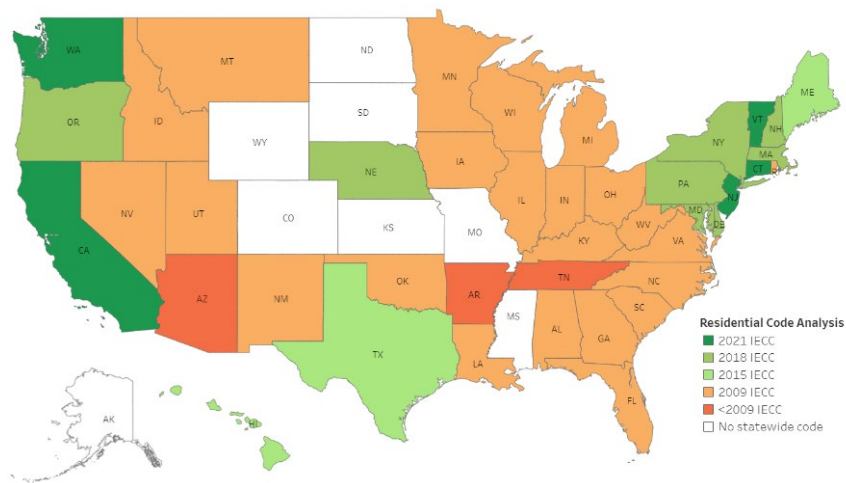 WA
ND
MT
MN
ME
OR
ID
SD
WI
VT
NH
NY
MA
WY
MI
CT
RI
IA
NE
PA
NJ
NV
UT
IL
IN
OH
MD
DE
CO
WV
CA
KS
MO
KY
VA
NC
TN
AZ
NM
OK
AR
SC
MS
AL
GA
TX
LA
FL
AK
HI
Residential Code Analysis
2021 IECC
2018 IECC
2015 IECC
2009 IECC
<2009 IECC
No statewide code